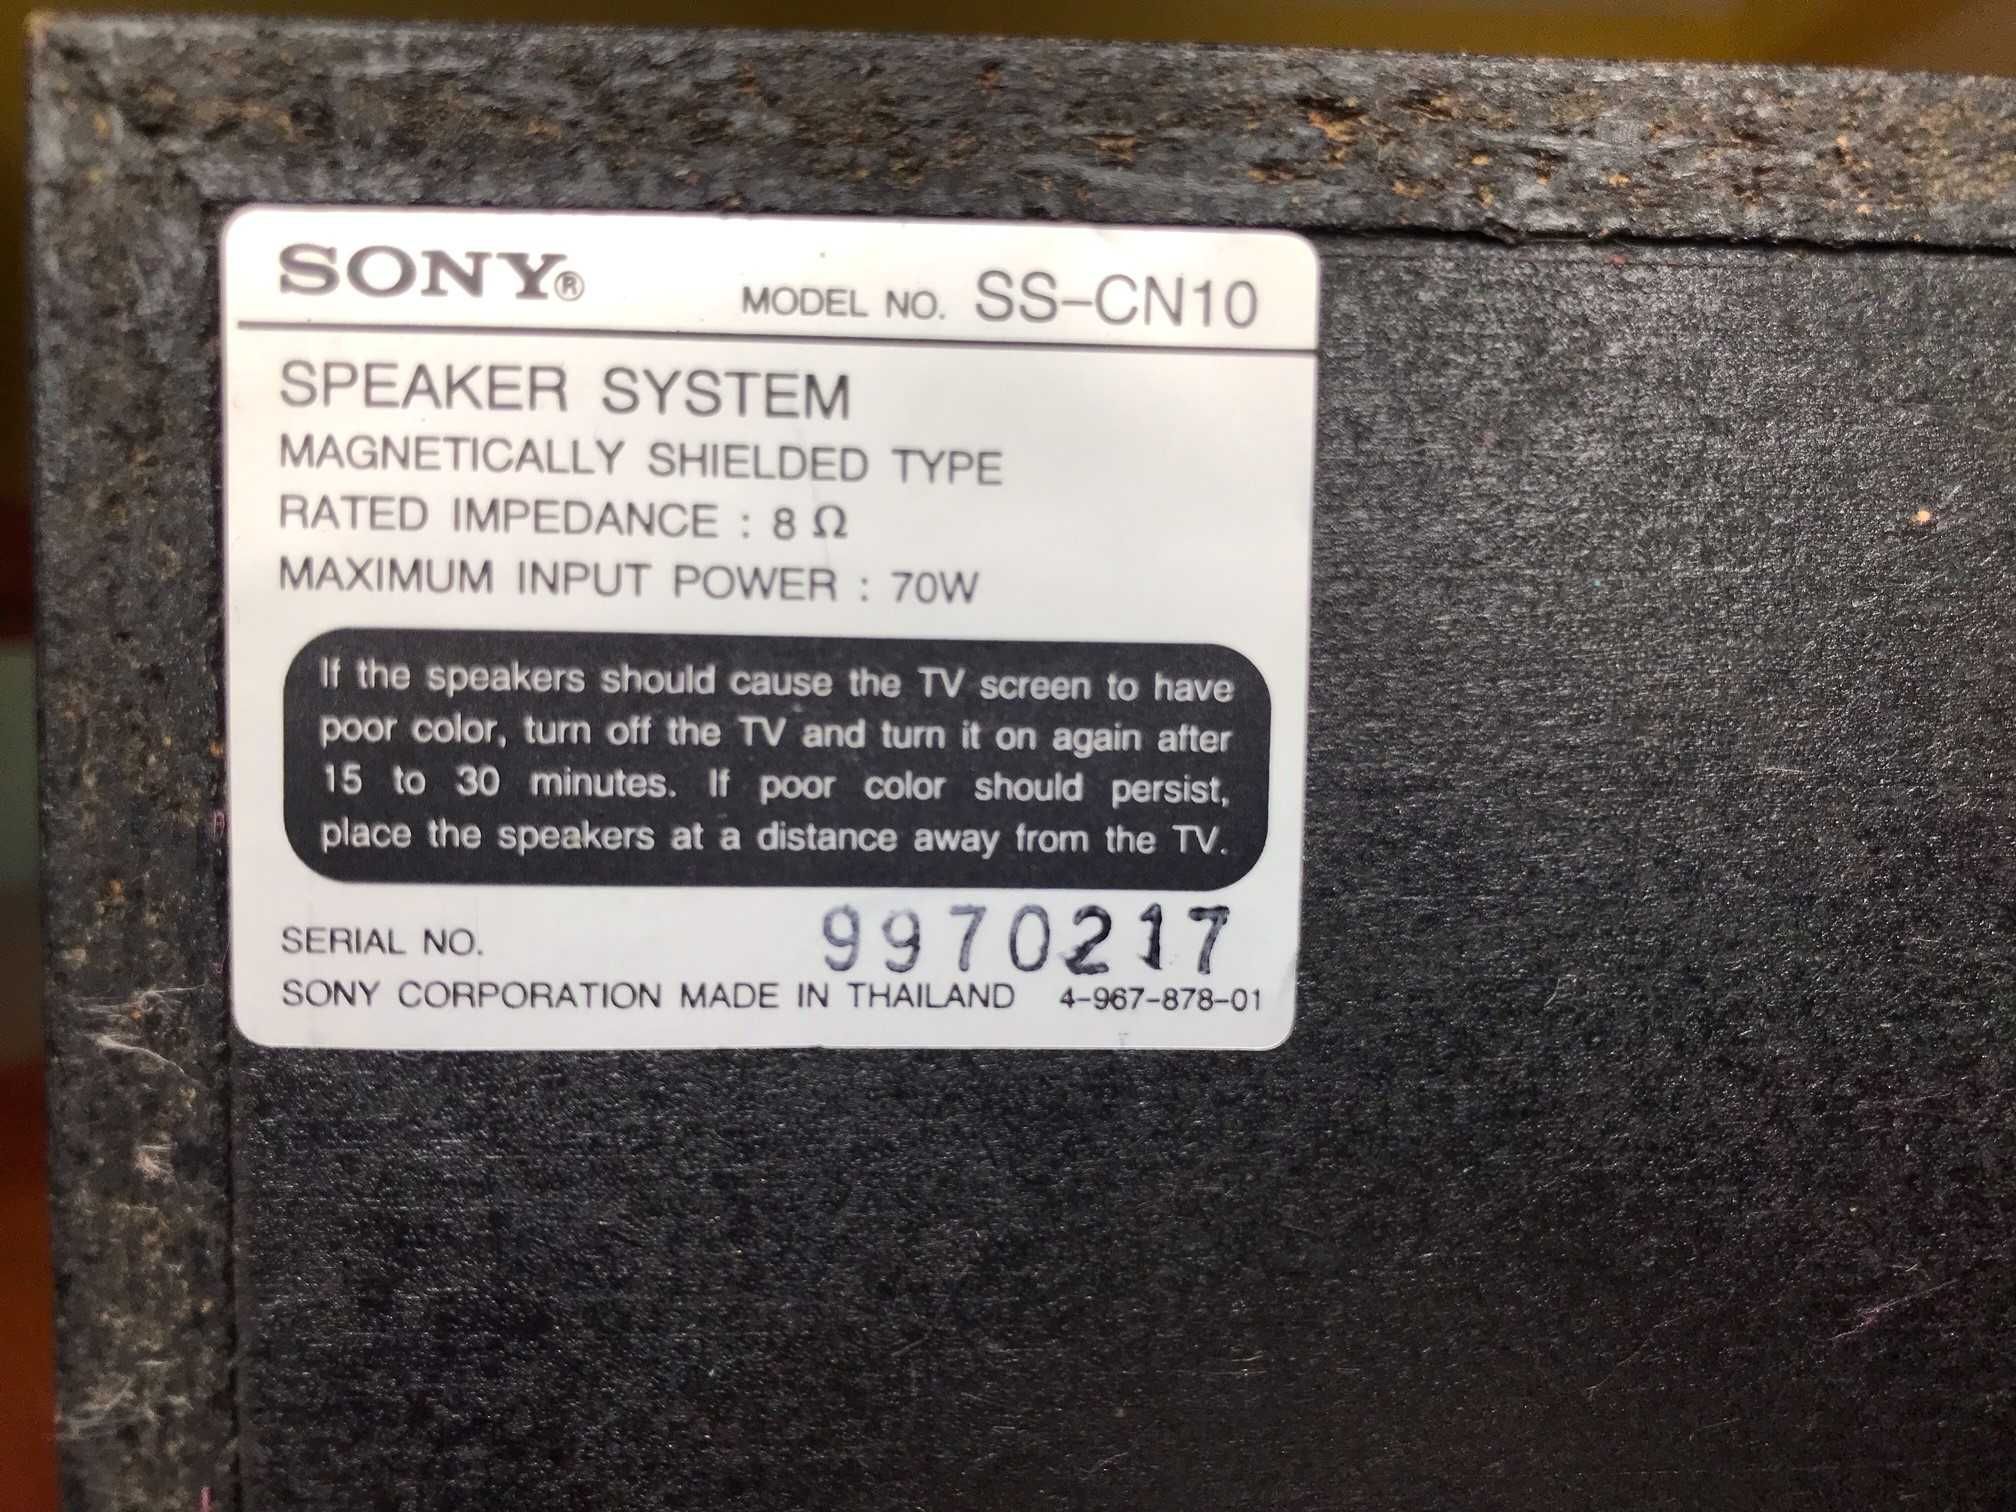 SONY®
MODEL NO. SS-CN10
SPEAKER SYSTEM
MAGNETICALLY SHIELDED TYPE
RATED IMPEDANCE : 8 Ω
MAXIMUM INPUT POWER : 70W
If the speakers should cause the TV screen to have
poor color, turn off the TV and turn it on again after
15 to 30 minutes. If poor color should persist,
place the speakers at a distance away from the TV.
SERIAL NO. 9970217
SONY CORPORATION MADE IN THAILAND 4-967-878-01